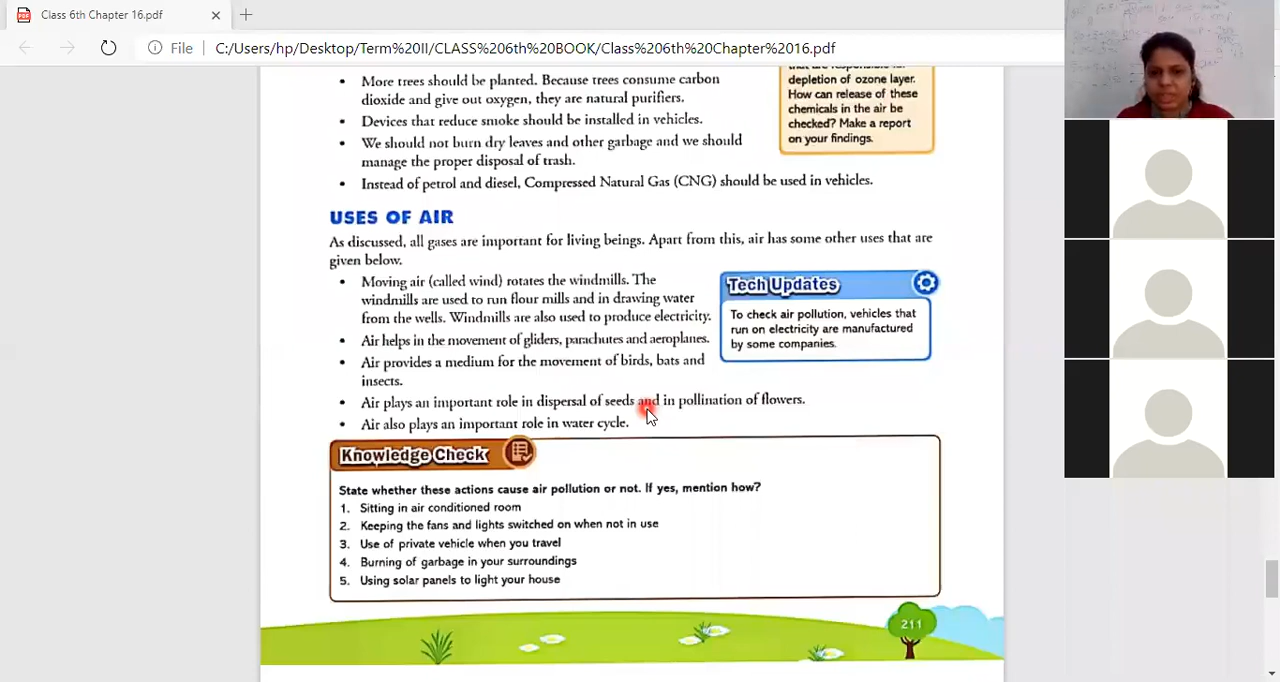 Class 6th Chapter 16.pdf
File
C:/Users/hp/Desktop/Term%20II/CLASS%206th%20BOOK/Class%206th%20Chapter%2016.pdf
• More trees should be planted. Because trees consume carbon
dioxide and give out oxygen, they are natural purifiers.
• Devices that reduce smoke should be installed in vehicles.
• We should not burn dry leaves and other garbage and we should
manage the proper disposal of trash.
• Instead of petrol and diesel, Compressed Natural Gas (CNG) should be used in vehicles.
depletion of ozone layer.
How can release of these
chemicals in the air be
checked? Make a report
on your findings.
USES OF AIR
As discussed, all gases are important for living beings. Apart from this, air has some other uses that are
given below.
• Moving air (called wind) rotates the windmills. The
windmills are used to run flour mills and in drawing water
from the wells. Windmills are also used to produce electricity.
• Air helps in the movement of gliders, parachutes and aeroplanes.
• Air provides a medium for the movement of birds, bats and
insects.
• Air plays an important role in dispersal of seeds and in pollination of flowers.
• Air also plays an important role in water cycle.
Tech Updates
To check air pollution, vehicles that
run on electricity are manufactured
by some companies.
Knowledge Check
State whether these actions cause air pollution or not. If yes, mention how?
1. Sitting in air conditioned room
2. Keeping the fans and lights switched on when not in use
3. Use of private vehicle when you travel
4. Burning of garbage in your surroundings
5. Using solar panels to light your house
211